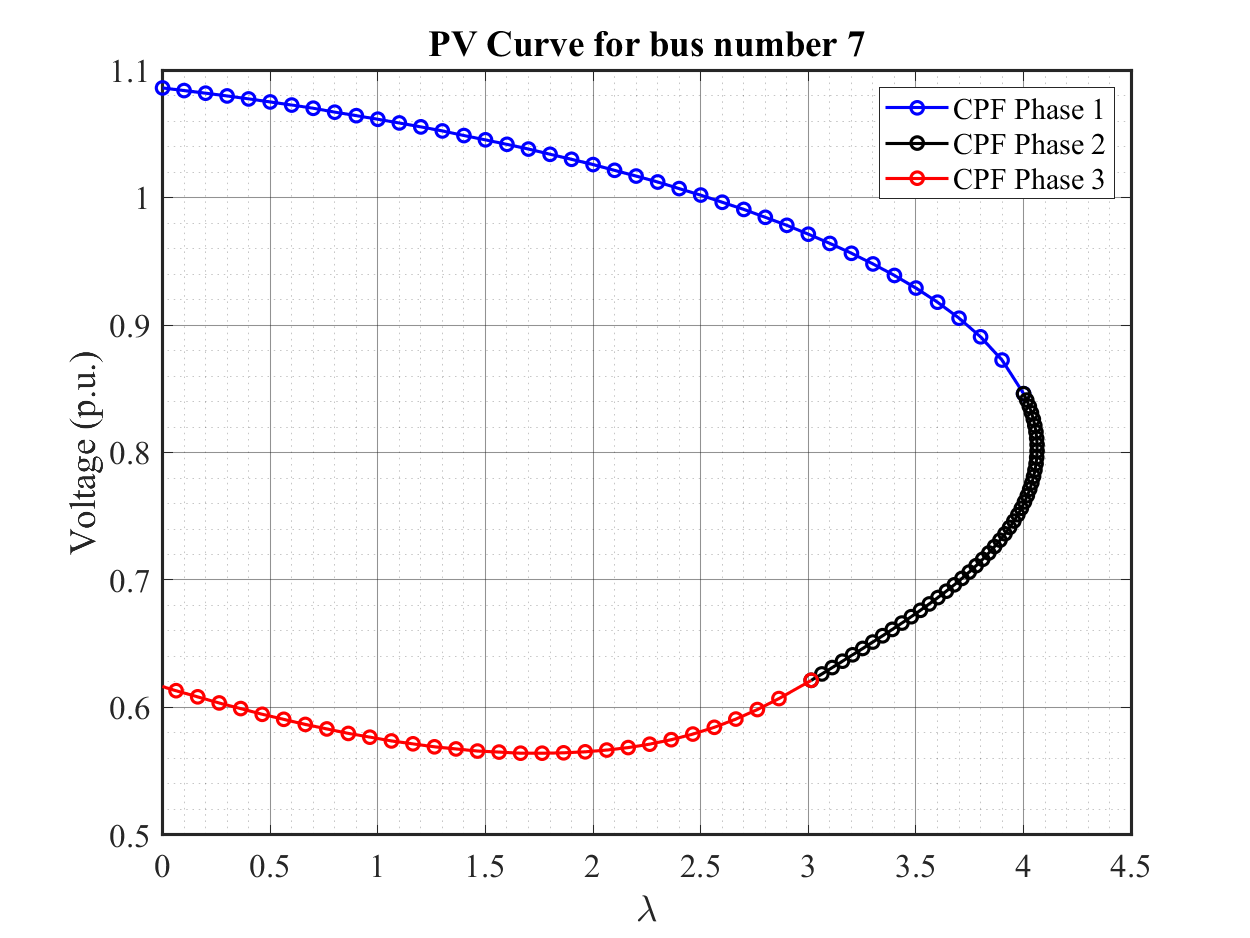 PV Curve for bus number 7
1.1
1
0.9
0.8
0.7
0.6
0.5
Voltage (p.u.)
CPF Phase 1
CPF Phase 2
CPF Phase 3
0 0.5 1 1.5 2 2.5 3 3.5 4 4.5
λ